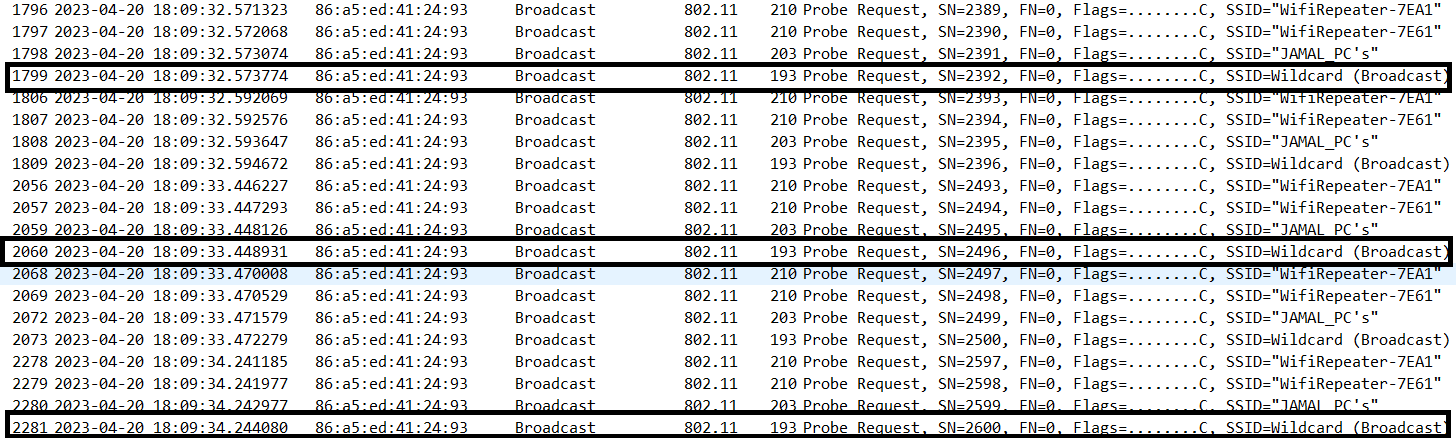 1796 2023-04-20 18:09:32.571323 86:a5:ed:41:24:93 Broadcast 802.11 210 Probe Request, SN=2389, FN=0, Flags=........C, SSID="WifiRepeater-7EA1"
1797 2023-04-20 18:09:32.572068 86:a5:ed:41:24:93 Broadcast 802.11 210 Probe Request, SN=2390, FN=0, Flags=........C, SSID="WifiRepeater-7E61"
1798 2023-04-20 18:09:32.573074 86:a5:ed:41:24:93 Broadcast 802.11 203 Probe Request, SN=2391, FN=0, Flags=........C, SSID="JAMAL_PC's"
1799 2023-04-20 18:09:32.573774 86:a5:ed:41:24:93 Broadcast 802.11 193 Probe Request, SN=2392, FN=0, Flags=........C, SSID=Wildcard (Broadcast)
1806 2023-04-20 18:09:32.592069 86:a5:ed:41:24:93 Broadcast 802.11 210 Probe Request, SN=2393, FN=0, Flags=........C, SSID="WifiRepeater-7EA1"
1807 2023-04-20 18:09:32.592576 86:a5:ed:41:24:93 Broadcast 802.11 210 Probe Request, SN=2394, FN=0, Flags=........C, SSID="WifiRepeater-7E61"
1808 2023-04-20 18:09:32.593647 86:a5:ed:41:24:93 Broadcast 802.11 203 Probe Request, SN=2395, FN=0, Flags=........C, SSID="JAMAL_PC's"
1809 2023-04-20 18:09:32.594672 86:a5:ed:41:24:93 Broadcast 802.11 193 Probe Request, SN=2396, FN=0, Flags=........C, SSID=Wildcard (Broadcast)
2056 2023-04-20 18:09:33.446227 86:a5:ed:41:24:93 Broadcast 802.11 210 Probe Request, SN=2493, FN=0, Flags=........C, SSID="WifiRepeater-7EA1"
2057 2023-04-20 18:09:33.447293 86:a5:ed:41:24:93 Broadcast 802.11 210 Probe Request, SN=2494, FN=0, Flags=........C, SSID="WifiRepeater-7E61"
2059 2023-04-20 18:09:33.448126 86:a5:ed:41:24:93 Broadcast 802.11 203 Probe Request, SN=2495, FN=0, Flags=........C, SSID="JAMAL_PC's"
2060 2023-04-20 18:09:33.448931 86:a5:ed:41:24:93 Broadcast 802.11 193 Probe Request, SN=2496, FN=0, Flags=........C, SSID=Wildcard (Broadcast)
2068 2023-04-20 18:09:33.470008 86:a5:ed:41:24:93 Broadcast 802.11 210 Probe Request, SN=2497, FN=0, Flags=........C, SSID="WifiRepeater-7EA1"
2069 2023-04-20 18:09:33.470529 86:a5:ed:41:24:93 Broadcast 802.11 210 Probe Request, SN=2498, FN=0, Flags=........C, SSID="WifiRepeater-7E61"
2072 2023-04-20 18:09:33.471579 86:a5:ed:41:24:93 Broadcast 802.11 203 Probe Request, SN=2499, FN=0, Flags=........C, SSID="JAMAL_PC's"
2073 2023-04-20 18:09:33.472279 86:a5:ed:41:24:93 Broadcast 802.11 193 Probe Request, SN=2500, FN=0, Flags=........C, SSID=Wildcard (Broadcast)
2278 2023-04-20 18:09:34.241185 86:a5:ed:41:24:93 Broadcast 802.11 210 Probe Request, SN=2597, FN=0, Flags=........C, SSID="WifiRepeater-7EA1"
2279 2023-04-20 18:09:34.241977 86:a5:ed:41:24:93 Broadcast 802.11 210 Probe Request, SN=2598, FN=0, Flags=........C, SSID="WifiRepeater-7E61"
2280 2023-04-20 18:09:34.242977 86:a5:ed:41:24:93 Broadcast 802.11 203 Probe Request, SN=2599, FN=0, Flags=........C, SSID="JAMAL_PC's"
2281 2023-04-20 18:09:34.244080 86:a5:ed:41:24:93 Broadcast 802.11 193 Probe Request, SN=2600, FN=0, Flags=........C, SSID=Wildcard (Broadcast